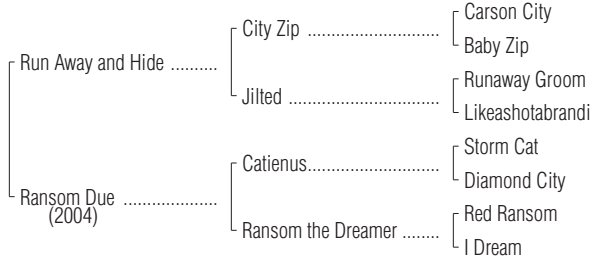 Carson City
City Zip ......................
Baby Zip
Run Away and Hide ..........
Runaway Groom
Jilted ................................
Likeashotabrandi
Storm Cat
Catienus............................
Diamond City
Ransom Due ....................
(2004)
Red Ransom
Ransom the Dreamer ........
I Dream